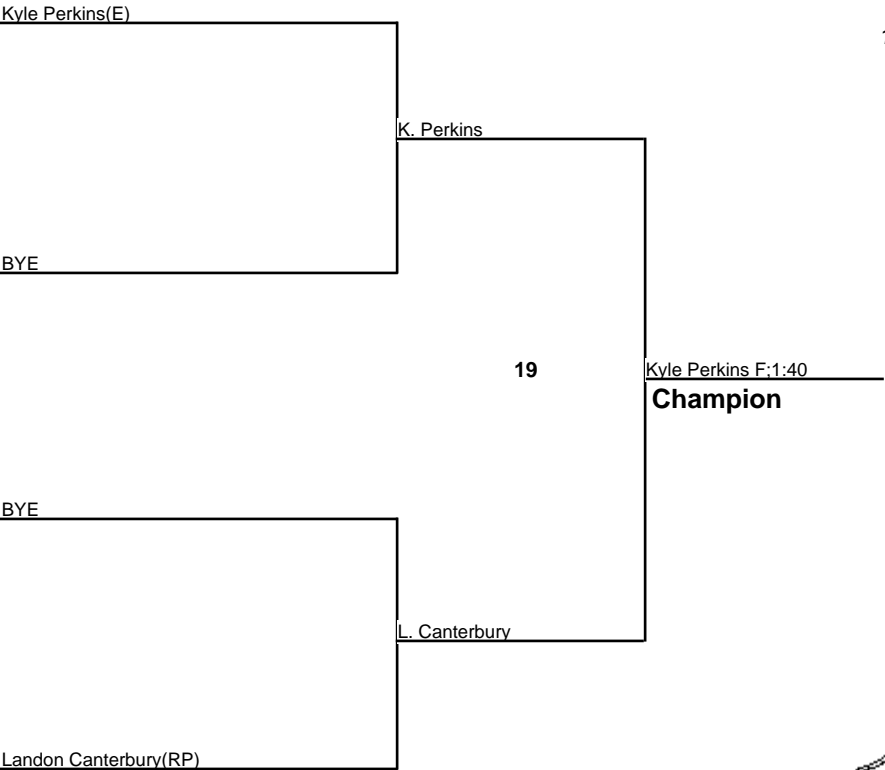 Kyle Perkins(E)
K. Perkins
BYE
19
Kyle Perkins F;1:40
Champion
BYE
L. Canterbury
Landon Canterbury(RP)